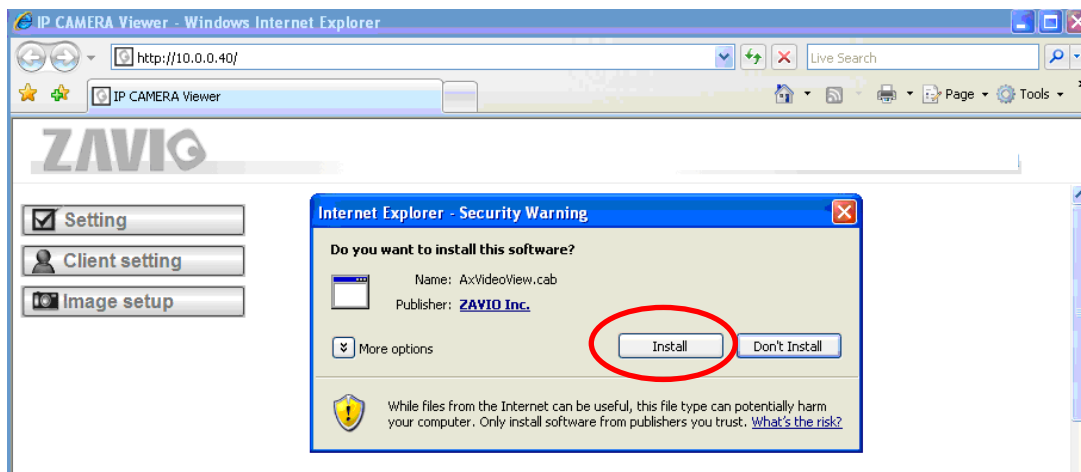 IP CAMERA Viewer - Windows Internet Explorer
http://10.0.0.40/
Live Search
IP CAMERA Viewer
Page
Tools
ZAVIO
Setting
Client setting
Image setup
Internet Explorer - Security Warning
Do you want to install this software?
Name: AxVideoView.cab
Publisher: ZAVIO Inc.
More options
Install
Don't Install
While files from the Internet can be useful, this file type can potentially harm
your computer. Only install software from publishers you trust. What's the risk?